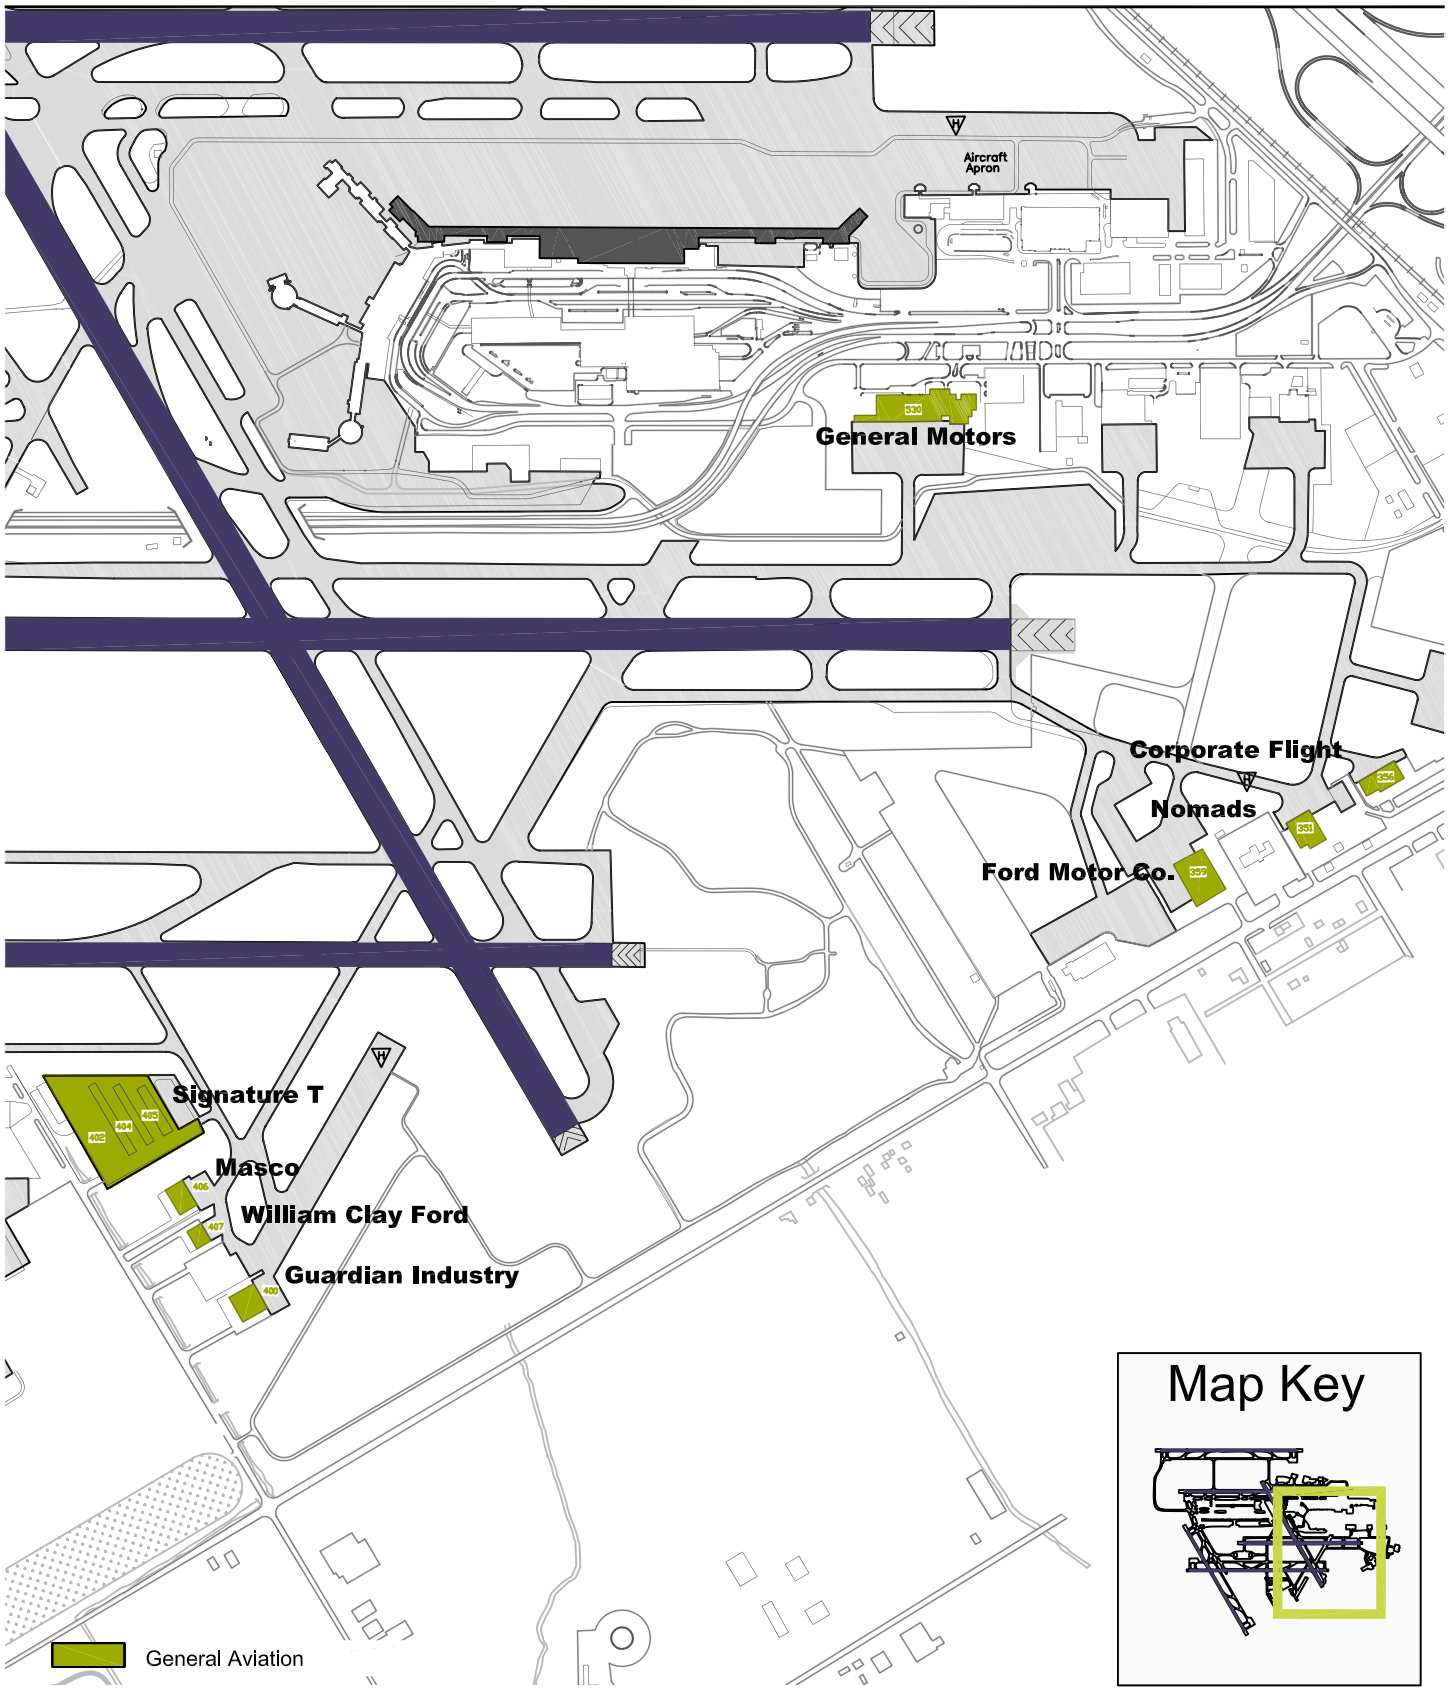 H
Aircraft
Apron
530
General Motors
Corporate Flight
H
356
Nomads
351
Ford Motor Co.
359
H
Signature T
405
404
402
Masco
406
William Clay Ford
407
Guardian Industry
400
Map Key
General Aviation